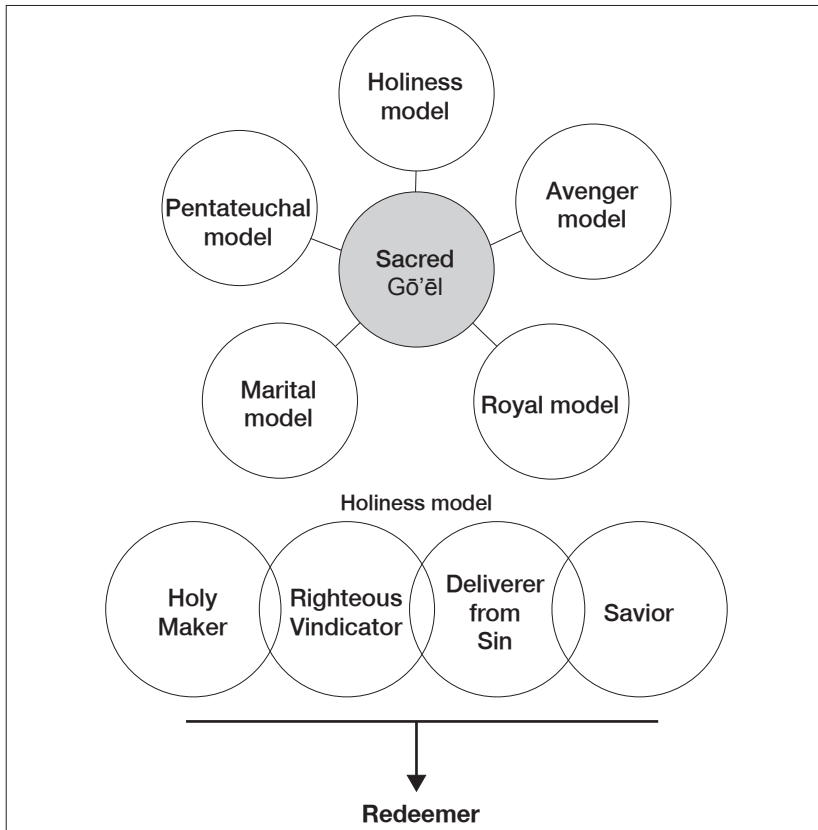 Holiness
model
Pentateuchal
model
Avenger
model
Sacred
Gō’ēl
Marital
model
Royal model
Holiness model
Holy
Maker
Righteous
Vindicator
Deliverer
from
Sin
Savior
Redeemer